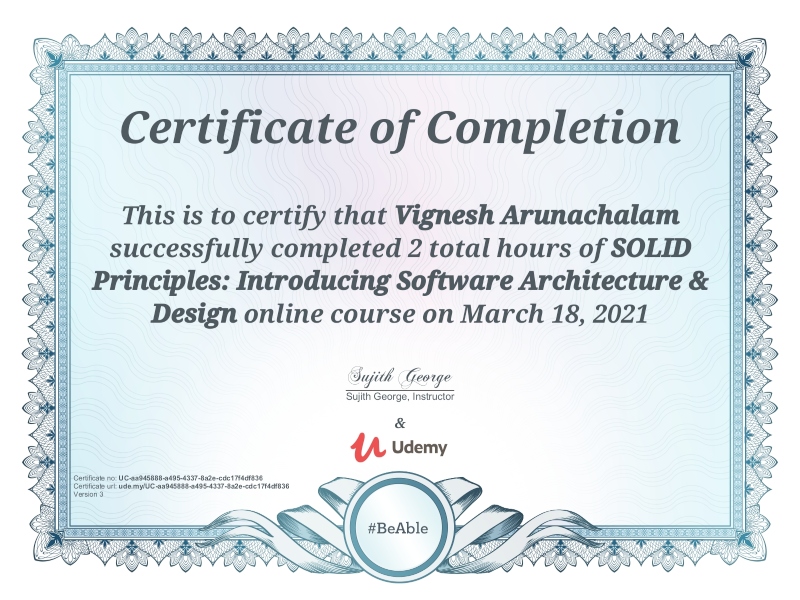 Certificate of Completion
This is to certify that Vignesh Arunachalam
successfully completed 2 total hours of SOLID
Principles: Introducing Software Architecture &
Design online course on March 18, 2021
Sujith George
Sujith George, Instructor
&
Udemy
Certificate no: UC-aa945888-a495-4337-8a2e-cdc17f4df836
Certificate url: ude.my/UC-aa945888-a495-4337-8a2e-cdc17f4df836
Version 3
#BeAble